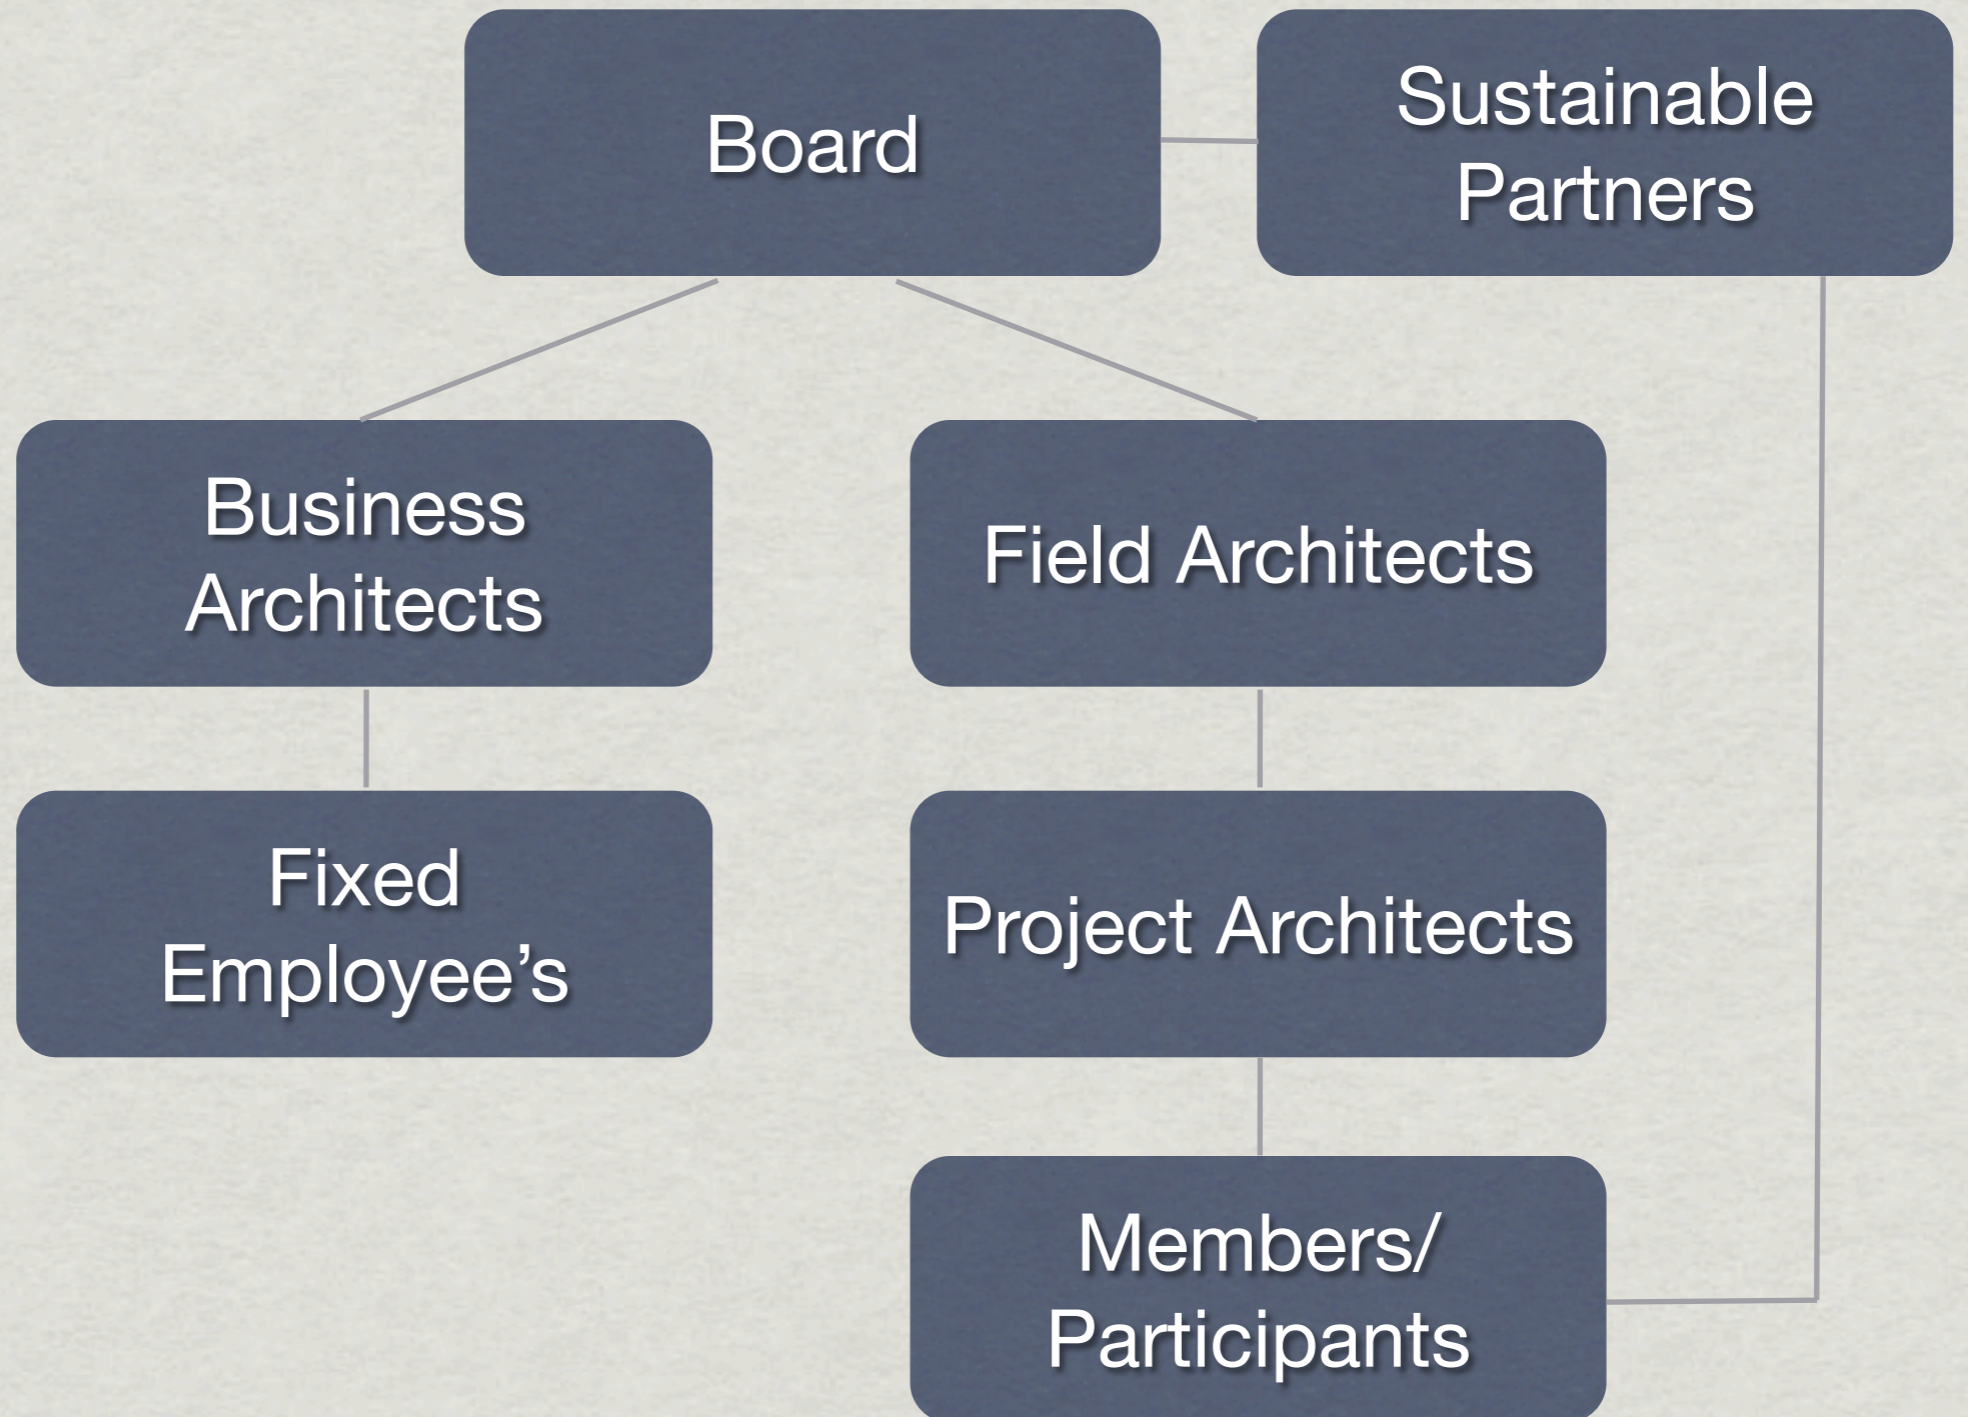 Board
Sustainable
Partners
Business
Architects
Field Architects
Fixed
Employee’s
Project Architects
Members/
Participants